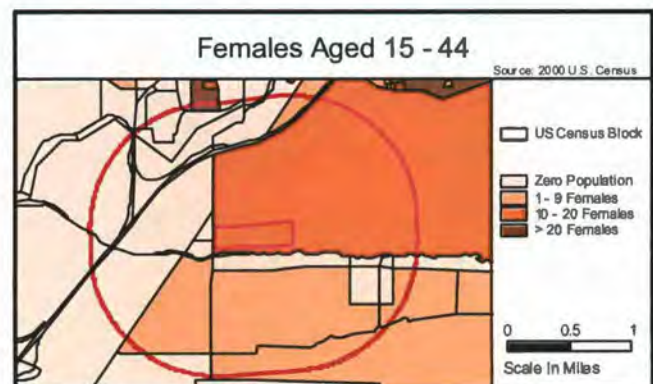 Females Aged 15 - 44
Source: 2000 U.S. Census
US Census Block
Zero Population
1 - 9 Females
10 - 20 Females
> 20 Females
0 0.5 1
Scale In Miles